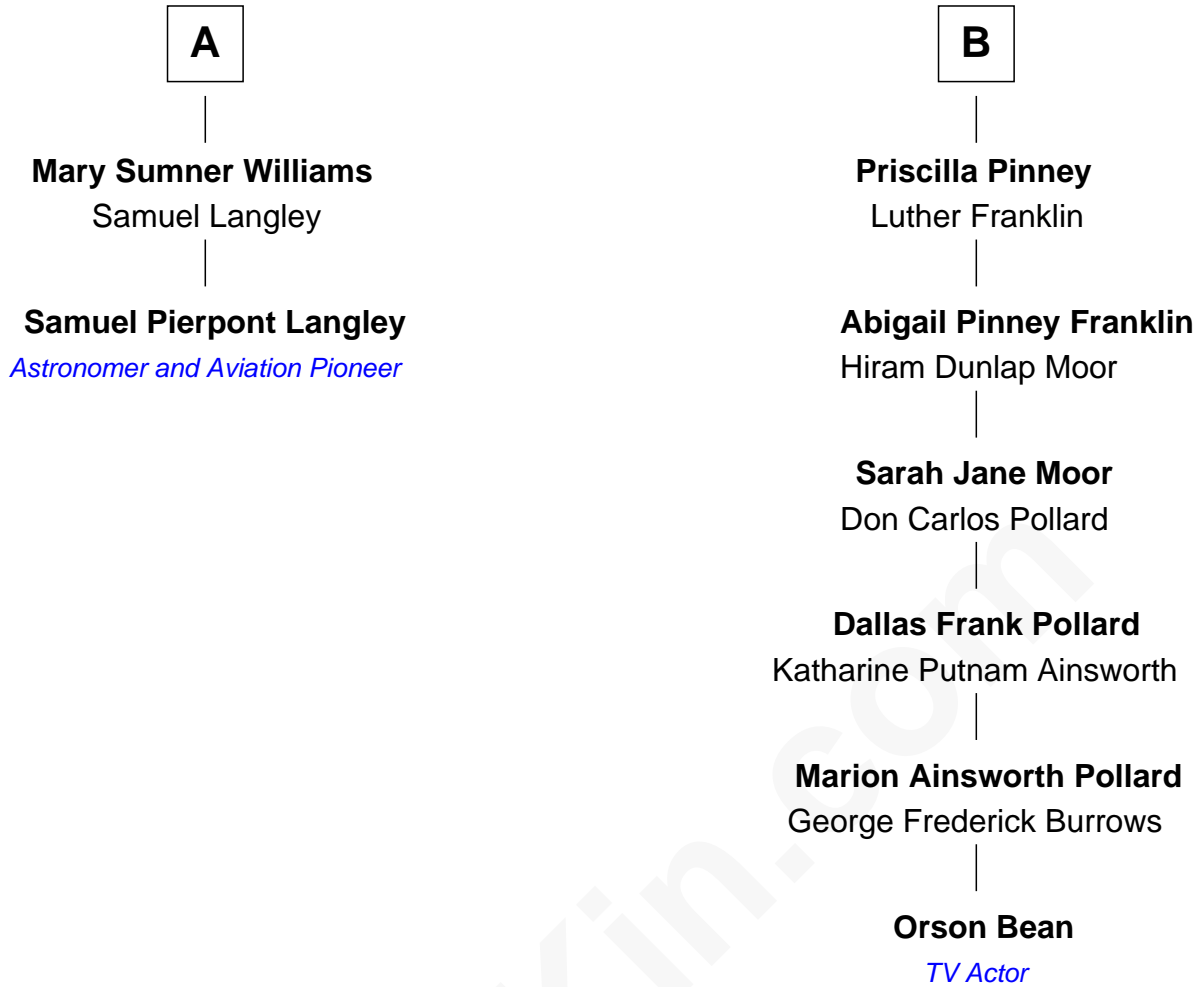 A
Mary Sumner Williams
Samuel Langley
Samuel Pierpont Langley
Astronomer and Aviation Pioneer
B
Priscilla Pinney
Luther Franklin
Abigail Pinney Franklin
Hiram Dunlap Moor
Sarah Jane Moor
Don Carlos Pollard
Dallas Frank Pollard
Katharine Putnam Ainsworth
Marion Ainsworth Pollard
George Frederick Burrows
Orson Bean
TV Actor